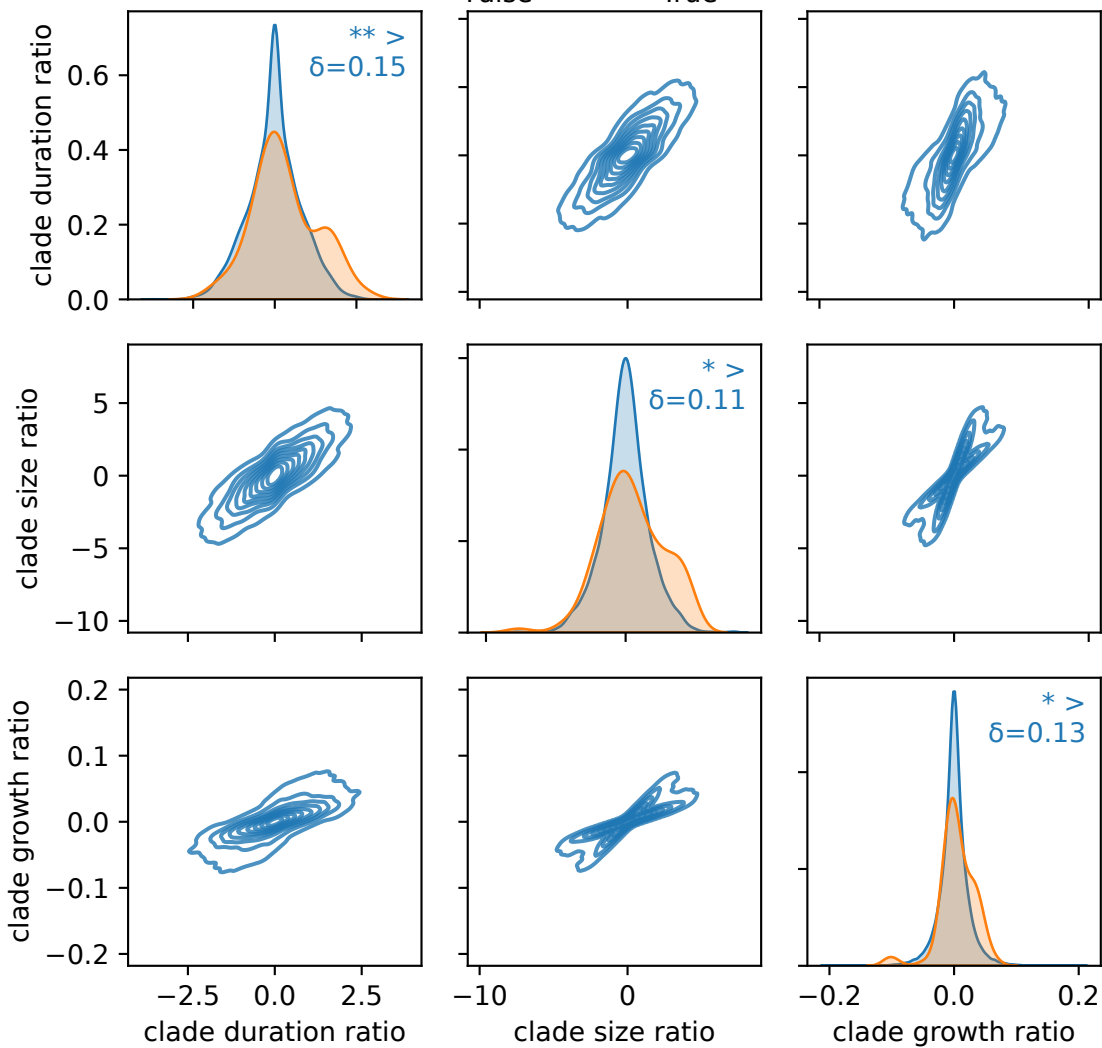 clade duration ratio
0.6
0.4
0.2
0.0
** >
δ=0.15
clade size ratio
5
0
−5
−10
* >
δ=0.11
clade growth ratio
0.2
0.1
0.0
−0.1
−0.2
* >
δ=0.13
−2.5 0.0 2.5
−10 0
−0.2 0.0 0.2
clade duration ratio
clade size ratio
clade growth ratio